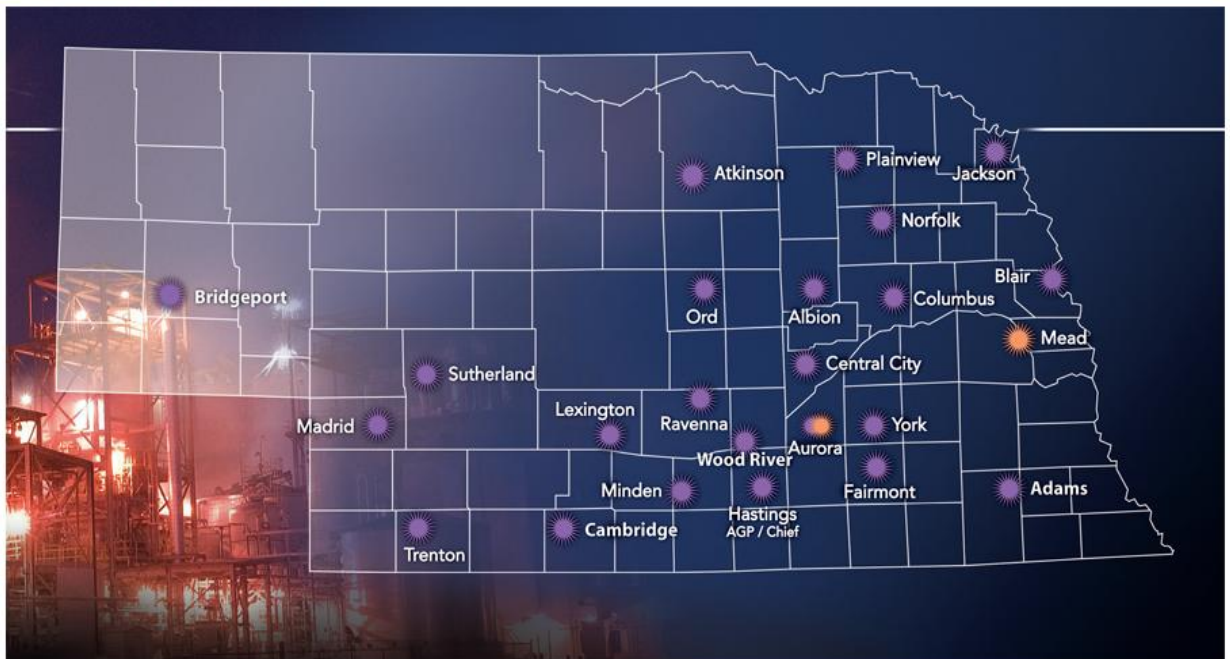 Atkinson
Plainview
Jackson
Norfolk
Bridgeport
Ord
Albion
Columbus
Blair
Mead
Sutherland
Central City
Madrid
Lexington
Ravenna
Wood River
Aurora
York
Minden
Hastings
AGP / Chief
Fairmont
Adams
Trenton
Cambridge